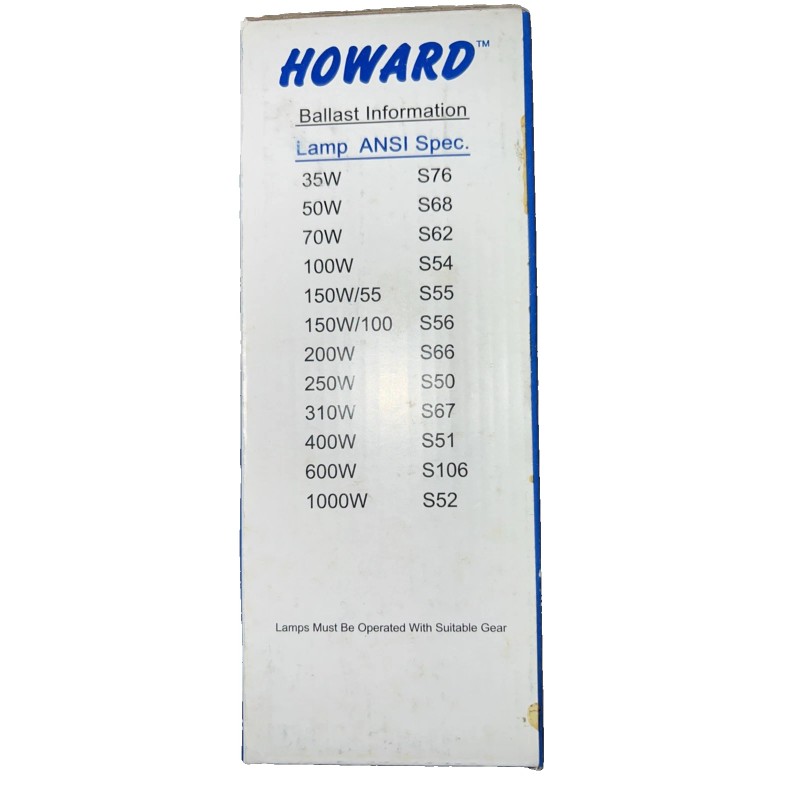 HOWARD™
Ballast Information
Lamp ANSI Spec.
35W S76
50W S68
70W S62
100W S54
150W/55 S55
150W/100 S56
200W S66
250W S50
310W S67
400W S51
600W S106
1000W S52
Lamps Must Be Operated With Suitable Gear